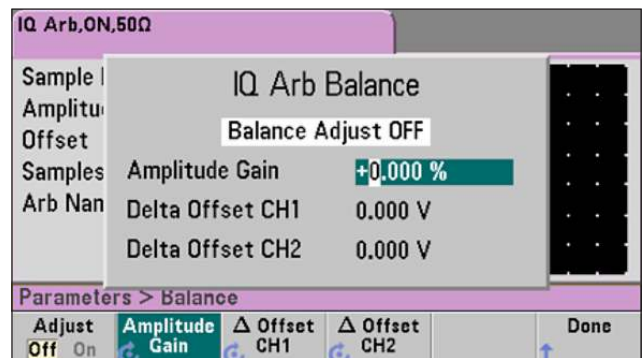 IQ Arb,ON,50Ω
IQ Arb Balance
Balance Adjust OFF
Sample
Offset
Samples
Arb
Amplitude Gain +0.000 %
Delta Offset CH1 0.000 V
Delta Offset CH2 0.000 V
Parameters > Balance
Adjust Off On
Amplitude Gain
Δ Offset CH1
Δ Offset CH2
Done